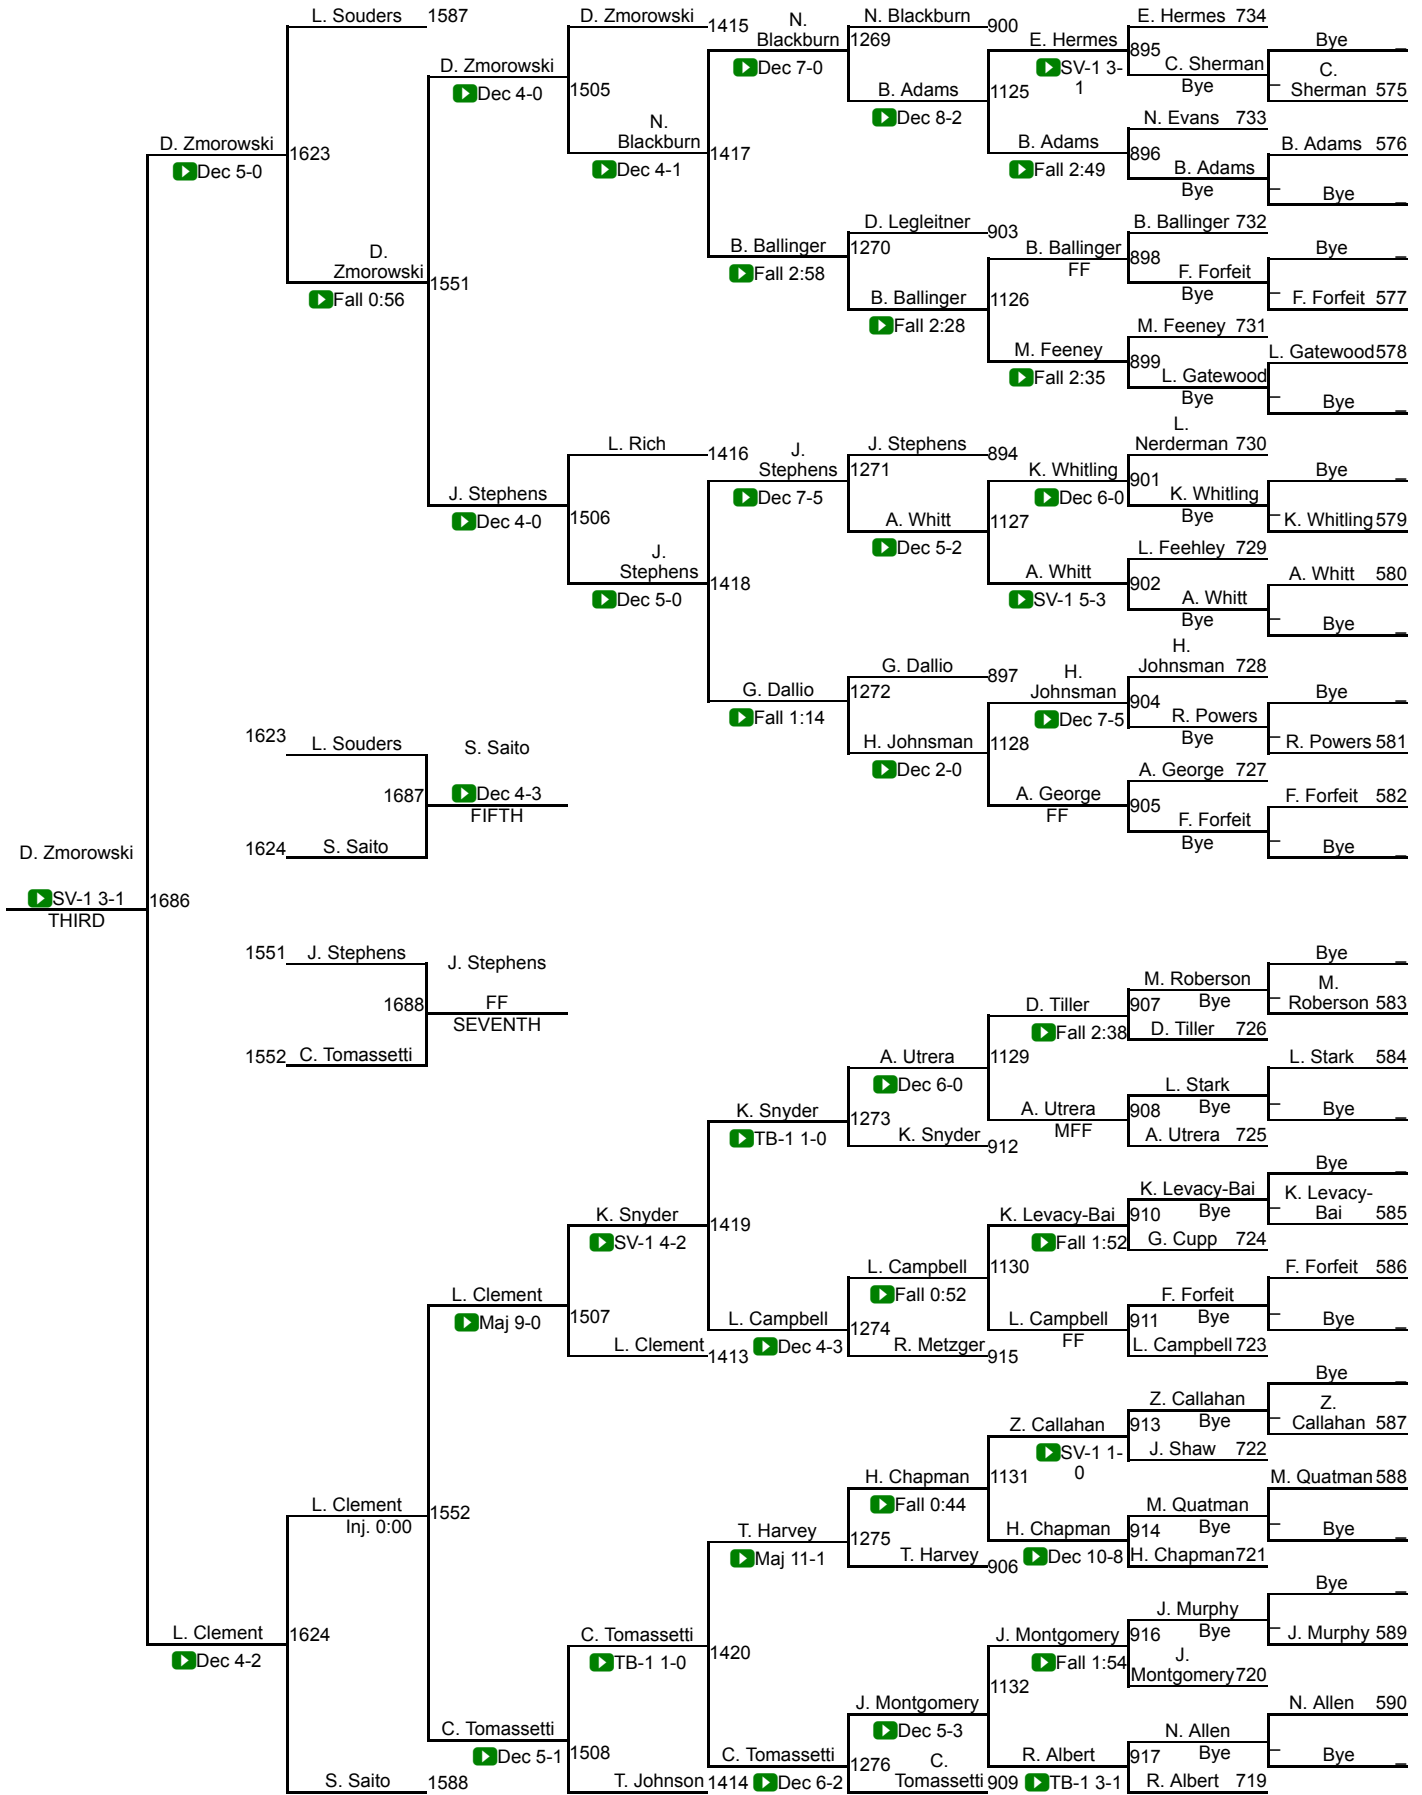 L. Souders 1587
D. Zmorowski 1415
N.
Blackburn
N. Blackburn 900
E. Hermes 734
1269
E. Hermes
895
Bye _
D. Zmorowski
Dec 7-0
SV-1 3-
1
C. Sherman
Bye
C.
_ Sherman 575
Dec 4-0
1505
B. Adams
1125
Dec 8-2
N. Evans 733
N.
Blackburn
D. Zmorowski
1623
1417
B. Adams
896
B. Adams 576
Dec 5-0
Dec 4-1
Fall 2:49
B. Adams
Bye
_ Bye _
D. Legleitner 903
B. Ballinger 732
D.
Zmorowski
B. Ballinger
1270
B. Ballinger
FF
898
Bye _
1551
Fall 2:58
F. Forfeit
Bye
Fall 0:56
B. Ballinger
1126
_ F. Forfeit 577
Fall 2:28
M. Feeney 731
M. Feeney
899
L. Gatewood 578
Fall 2:35
L. Gatewood
Bye
_ Bye _
L. Rich 1416
J.
Stephens
J. Stephens 894
L.
Nerderman 730
1271
K. Whitling
901
Bye _
J. Stephens
Dec 7-5
Dec 6-0
K. Whitling
Bye
Dec 4-0
1506
A. Whitt
1127
_ K. Whitling 579
Dec 5-2
L. Feehley 729
J.
Stephens
1418
A. Whitt
902
A. Whitt 580
Dec 5-0
SV-1 5-3
A. Whitt
Bye
_ Bye _
G. Dallio 897
H.
Johnsman 728
G. Dallio
1272
H.
Johnsman
904
Bye _
Fall 1:14
Dec 7-5
R. Powers
Bye
1623
L. Souders
S. Saito
H. Johnsman
1128
_ R. Powers 581
Dec 2-0
A. George 727
1687
Dec 4-3
FIFTH
A. George
FF
905
F. Forfeit 582
F. Forfeit
Bye
1624 S. Saito
_ Bye _
D. Zmorowski
SV-1 3-1
1686
THIRD
1551 J. Stephens
J. Stephens
Bye _
M. Roberson
M.
1688
FF
D. Tiller
907 Bye
_ Roberson 583
SEVENTH
Fall 2:38
D. Tiller 726
1552 C. Tomassetti
A. Utrera
1129
L. Stark 584
Dec 6-0
L. Stark
K. Snyder
1273
A. Utrera
908 Bye
_ Bye _
TB-1 1-0
K. Snyder 912
MFF
A. Utrera 725
Bye _
K. Levacy-Bai
K. Levacy-
K. Snyder
1419
K. Levacy-Bai
910 Bye
_ Bai 585
SV-1 4-2
Fall 1:52
G. Cupp 724
L. Campbell
1130
F. Forfeit 586
L. Clement
Fall 0:52
F. Forfeit
Maj 9-0
1507
L. Campbell
1274
L. Campbell
911 Bye
_ Bye _
L. Clement 1413
Dec 4-3
R. Metzger 915
FF
L. Campbell 723
Bye _
Z. Callahan
Z.
Z. Callahan
913 Bye
_ Callahan 587
SV-1 1-
0
J. Shaw 722
H. Chapman
1131
M. Quatman 588
L. Clement
1552
Fall 0:44
M. Quatman
Inj. 0:00
T. Harvey
1275
H. Chapman
914 Bye
_ Bye _
Maj 11-1
T. Harvey 906
Dec 10-8
H. Chapman 721
Bye _
J. Murphy
L. Clement
1624
C. Tomassetti
1420
J. Montgomery
916 Bye
_ J. Murphy 589
Dec 4-2
TB-1 1-0
Fall 1:54
J.
Montgomery 720
1132
J. Montgomery
N. Allen 590
C. Tomassetti
Dec 5-3
N. Allen
Dec 5-1
1508
C. Tomassetti
1276
C.
Tomassetti 909
R. Albert
917 Bye
_ Bye _
S. Saito 1588
T. Johnson 1414
Dec 6-2
TB-1 3-1
R. Albert 719